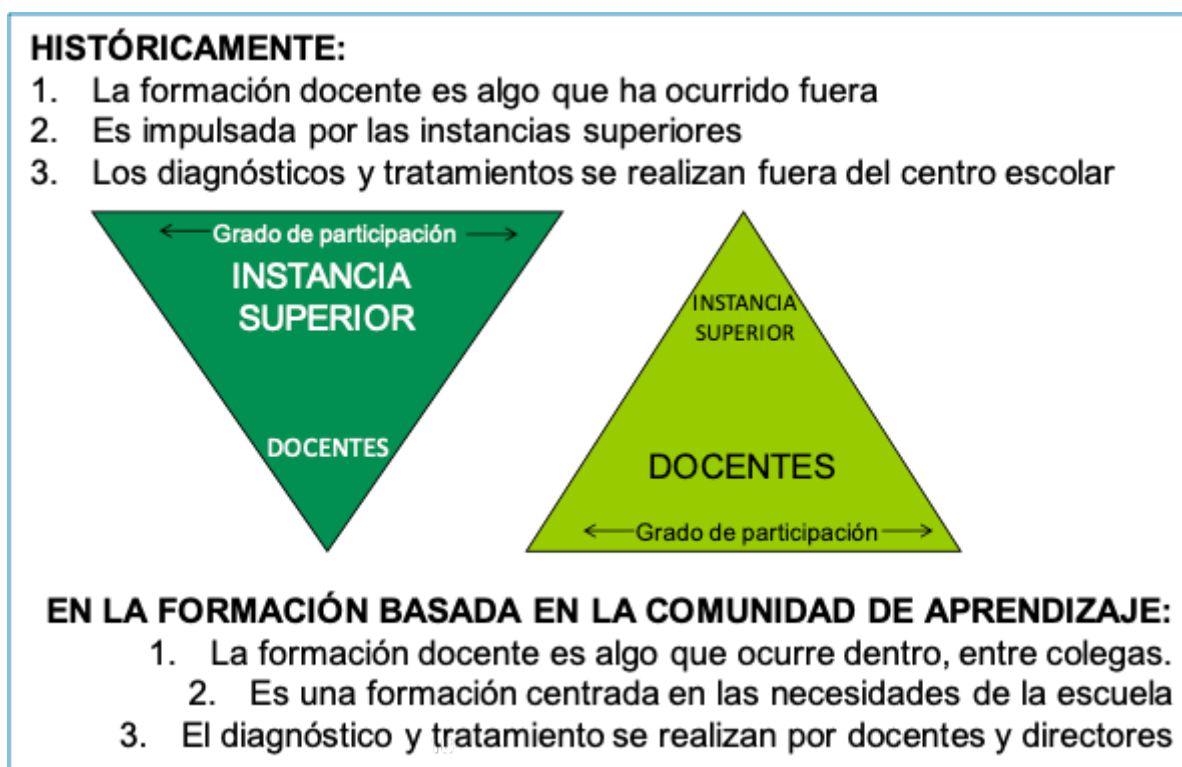 HISTÓRICAMENTE:
1. La formación docente es algo que ha ocurrido fuera
2. Es impulsada por las instancias superiores
3. Los diagnósticos y tratamientos se realizan fuera del centro escolar
Grado de participación
INSTANCIA
SUPERIOR
DOCENTES
INSTANCIA
SUPERIOR
DOCENTES
Grado de participación
EN LA FORMACIÓN BASADA EN LA COMUNIDAD DE APRENDIZAJE:
1. La formación docente es algo que ocurre dentro, entre colegas.
2. Es una formación centrada en las necesidades de la escuela
3. El diagnóstico y tratamiento se realizan por docentes y directores